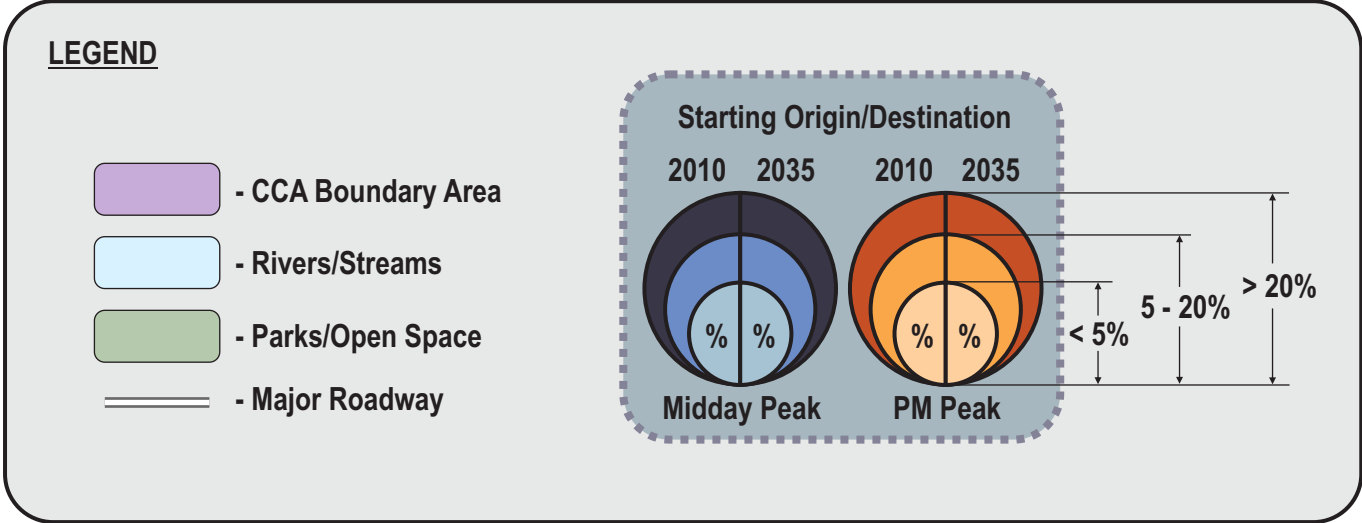 LEGEND
- CCA Boundary Area
- Rivers/Streams
- Parks/Open Space
- Major Roadway
Starting Origin/Destination
2010 2035 2010 2035
% % % %
Midday Peak PM Peak
< 5%
5 - 20%
> 20%